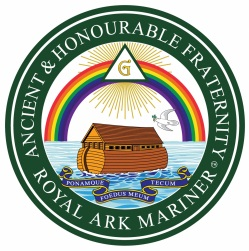 ANCIENT & HONOURABLE FRATERNITY
G
PONAMQUE TECUM
FOEDUS MEUM
ROYAL ARK MARINER